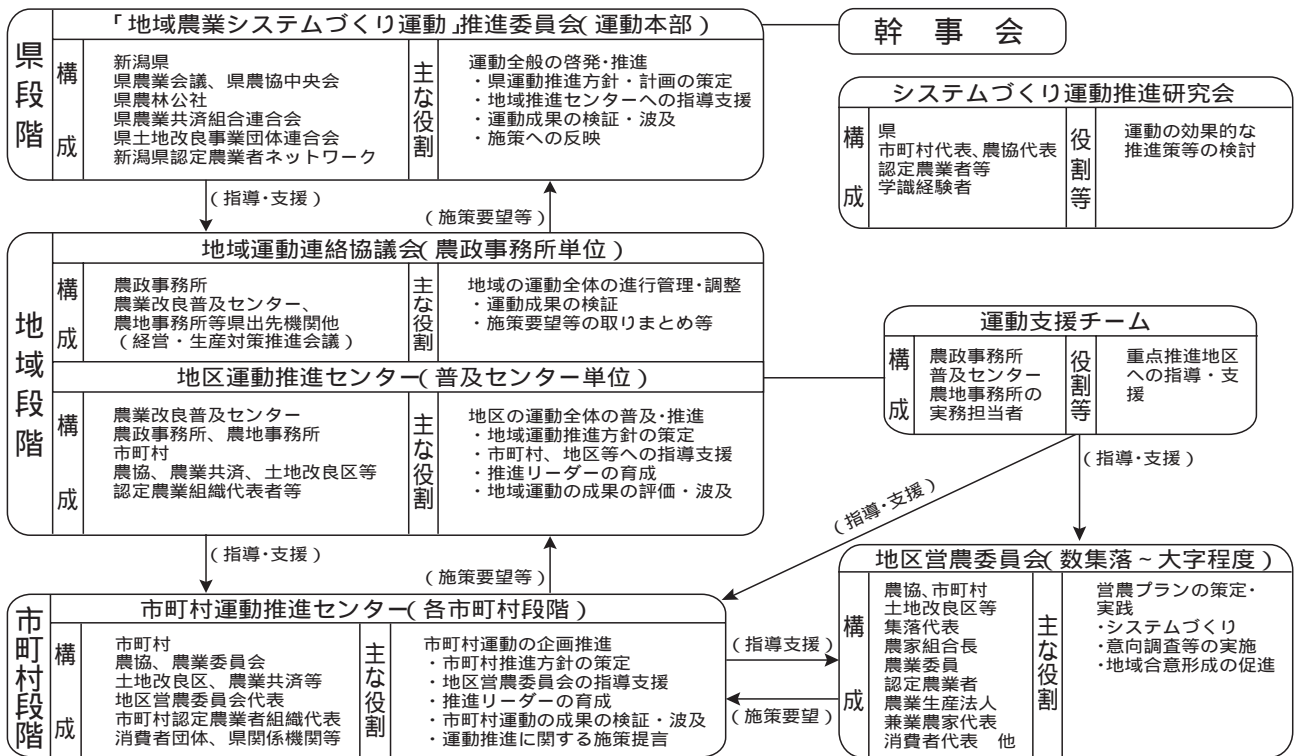 県段階
「地域農業システムづくり運動」推進委員会(運動本部)
構成
新潟県
県農業会議、県農協中央会
県農林公社
県農業共済組合連合会
県土地改良事業団体連合会
新潟県認定農業者ネットワーク
主な役割
運動全般の啓発・推進
・県運動推進方針・計画の策定
・地域推進センターへの指導支援
・運動成果の検証・波及
・施策への反映
幹事会
システムづくり運動推進研究会
構成
県
市町村代表、農協代表
認定農業者等
学識経験者
役割等
運動の効果的な
推進策等の検討
(指導・支援)
(施策要望等)
地域段階
地域運動連絡協議会(農政事務所単位)
構成
農政事務所
農業改良普及センター、
農地事務所等県出先機関他
(経営・生産対策推進会議)
主な役割
地域の運動全体の進行管理・調整
・運動成果の検証
・施策要望等の取りまとめ等
地区運動推進センター(普及センター単位)
構成
農業改良普及センター
農政事務所、農地事務所
市町村
農協、農業共済、土地改良区等
認定農業組織代表者等
主な役割
地区の運動全体の普及・推進
・地域運動推進方針の策定
・市町村、地区等への指導支援
・推進リーダーの育成
・地域運動の成果の評価・波及
運動支援チーム
構成
農政事務所
普及センター
農地事務所の
実務担当者
役割等
重点推進地区
への指導・支
援
(指導・支援)
(指導・支援)
(指導・支援)
(施策要望等)
市町村段階
市町村運動推進センター(各市町村段階)
構成
市町村
農協、農業委員会
土地改良区、農業共済等
地区営農委員会代表
市町村認定農業者組織代表
消費者団体、県関係機関等
主な役割
市町村運動の企画推進
・市町村推進方針の策定
・地区営農委員会の指導支援
・推進リーダーの育成
・市町村運動の成果の検証・波及
・運動推進に関する施策提言
(指導支援)
(施策要望)
地区営農委員会(数集落~大字程度)
構成
農協、市町村
土地改良区等
集落代表
農家組合長
農業委員
認定農業者
農業生産法人
兼業農家代表
消費者代表 他
主な役割
営農プランの策定・
実践
・システムづくり
・意向調査等の実施
・地域合意形成の促進